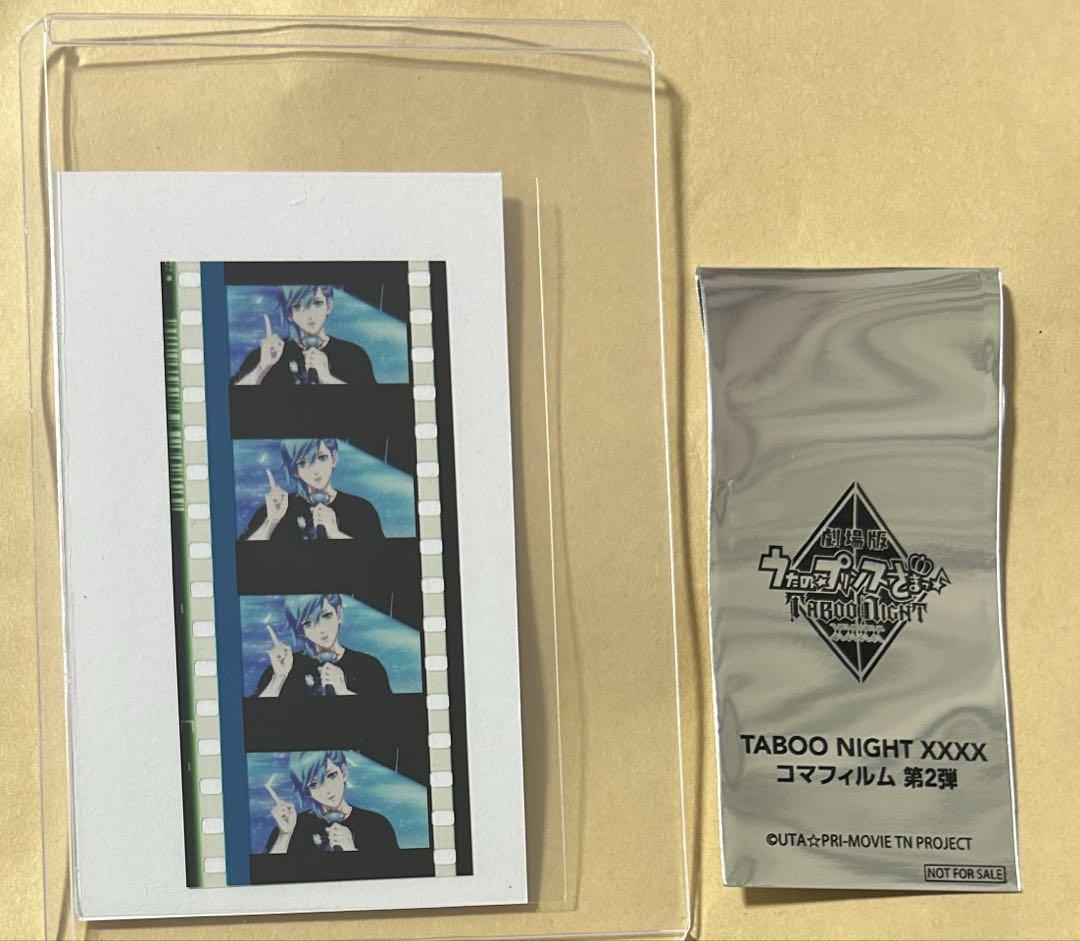 劇場版
うたの☆プリンスさまっ♪
TABOO NIGHT
XXXX
TABOO NIGHT XXXX
コマフィルム 第2弾
©UTA☆PRI-MOVIE TN PROJECT
NOT FOR SALE